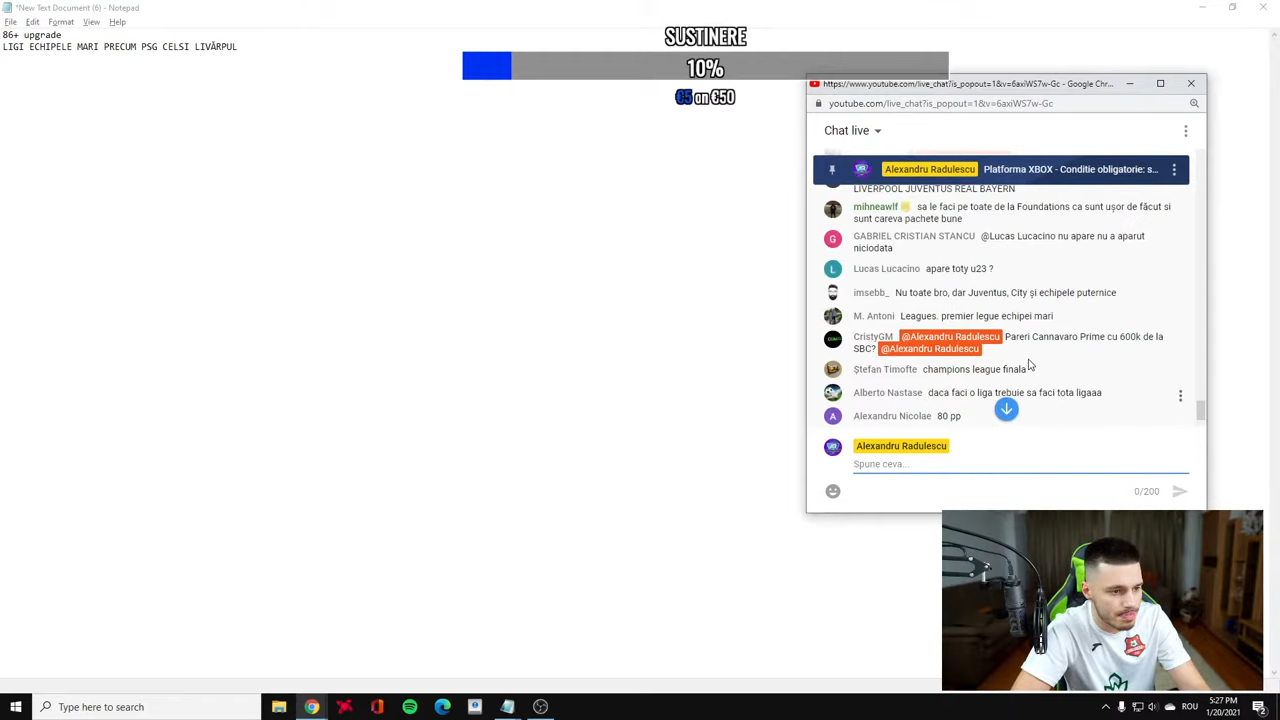 *New Text Document (6) - Notepad
File Edit Format View Help
86+ upgrade
LIGI ECHIPELE MARI PRECUM PSG CELSI LIVĂRPUL
SUSTINERE
10%
€5 on €50
https://www.youtube.com/live_chat?is_popout=1&v=6axiWS7w-Gc - Google Chr...
youtube.com/live_chat?is_popout=1&v=6axiWS7w-Gc
Chat live
Alexandru Radulescu Platforma XBOX - Conditie obligatorie: s...
LIVERPOOL JUVENTUS REAL BAYERN
mihneawlf sa le faci pe toate de la Foundations ca sunt ușor de făcut si
sunt careva pachete bune
G GABRIEL CRISTIAN STANCU @Lucas Lucacino nu apare nu a aparut
niciodata
L Lucas Lucacino apare toty u23 ?
imsebb_ Nu toate bro, dar Juventus, City și echipele puternice
M. Antoni Leagues. premier legue echipei mari
CristyGM @Alexandru Radulescu Pareri Cannavaro Prime cu 600k de la
SBC? @Alexandru Radulescu
Ștefan Timofte champions league finala
Alberto Nastase daca faci o liga trebuie sa faci tota ligaaa
A Alexandru Nicolae 80 pp
Alexandru Radulescu
Spune ceva...
0/200
Type here to search
ROU
5:27 PM
1/20/2021
2